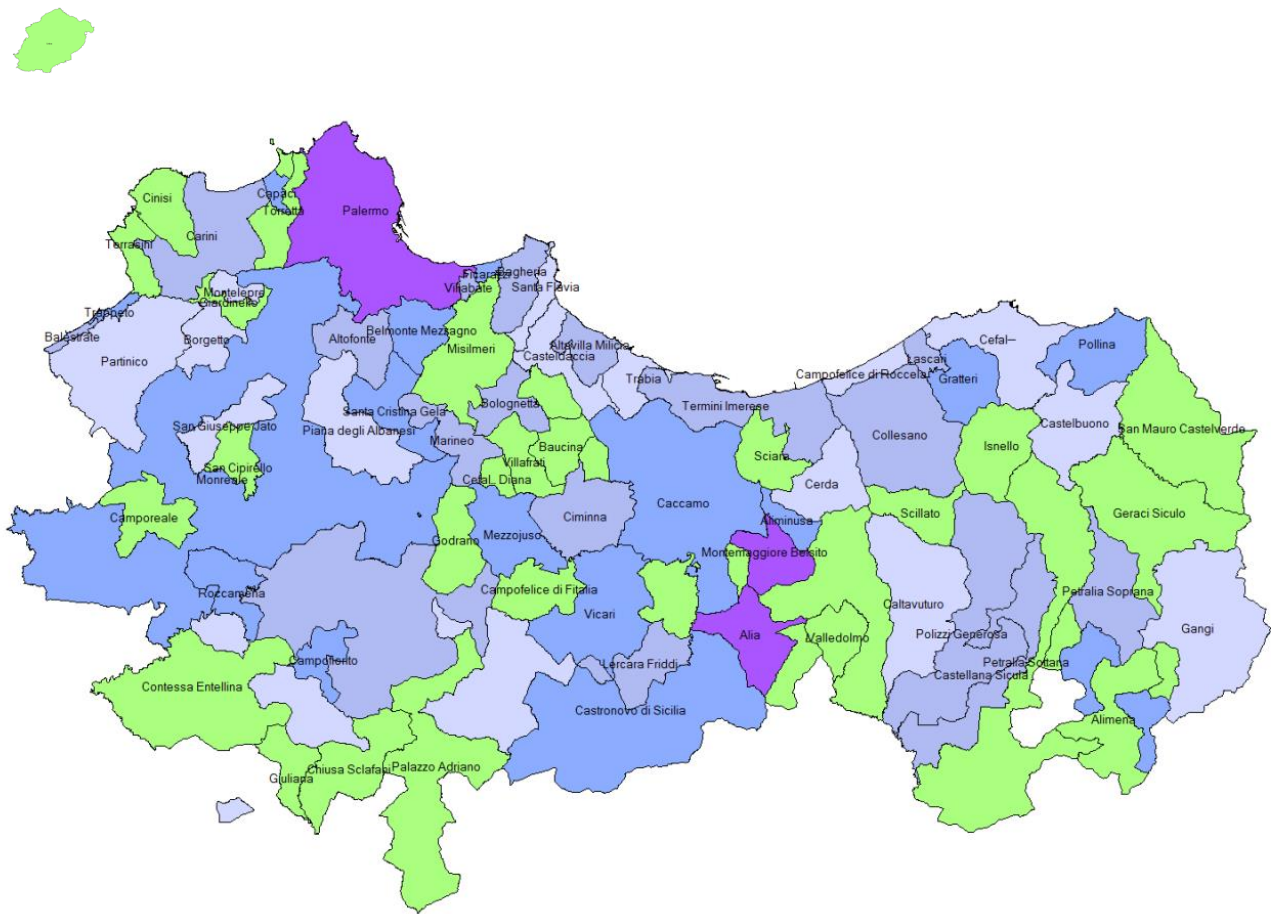 Cinisi
Capaci
Palermo
Torretta
Carini
Terrasini
Ficarazzi
Bagheria
Villabate
Santa Flavia
Montelepre
Giardinello
Trappeto
Balestrate
Borgetto
Partinico
Altofonte
Belmonte Mezzagno
Misilmeri
Altavilla Milicia
Casteldaccia
Trabia
Termini Imerese
Campofelice di Roccella
Lascari
Cefal
Pollina
Gratteri
San Giuseppe Jato
Santa Cristina Gela
Piana degli Albanesi
Bolognetta
Marineo
Baucina
Villafrati
Cefal Diana
San Cipirello
Monreale
Camporeale
Ciminna
Caccamo
Sciara
Cerda
Collesano
Isnello
Castelbuono
San Mauro Castelverde
Scillato
Geraci Siculo
Aliminusa
Montemaggiore Belsito
Godrano
Mezzojuso
Roccamena
Campofelice di Fitalia
Vicari
Alia
Valledolmo
Caltavuturo
Polizzi Generosa
Petralia Soprana
Gangi
Petralia Sottana
Castellana Sicula
Lercara Friddi
Campofiorito
Contessa Entellina
Castronovo di Sicilia
Alimena
Giuliana
Chiusa Sclafani
Palazzo Adriano